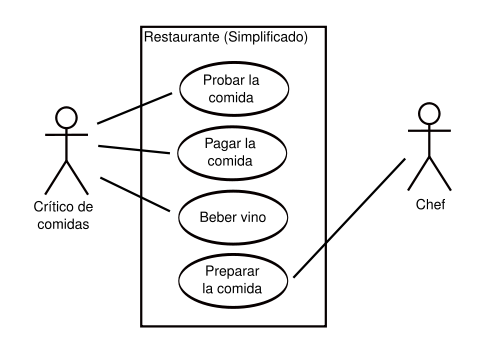 Restaurante (Simplificado)
Probar la
comida
Pagar la
comida
Beber vino
Preparar
la comida
Crítico de
comidas
Chef